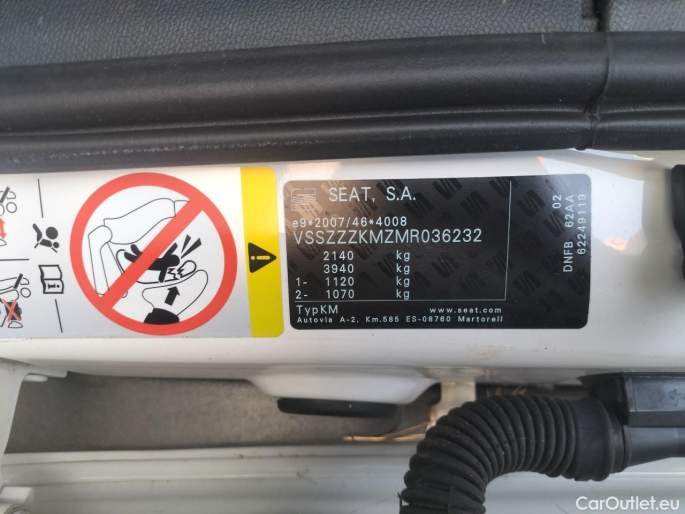 SEAT, S.A.
e9*2007/46*4008
VSSZZZKMZMR036232
2140 kg
3940 kg
1- 1120 kg
2- 1070 kg
TypKM
www.seat.com
Autovia A-2, Km.585 ES-08760 Martorell
02
DNFB 62AA
62249119
CarOutlet.eu